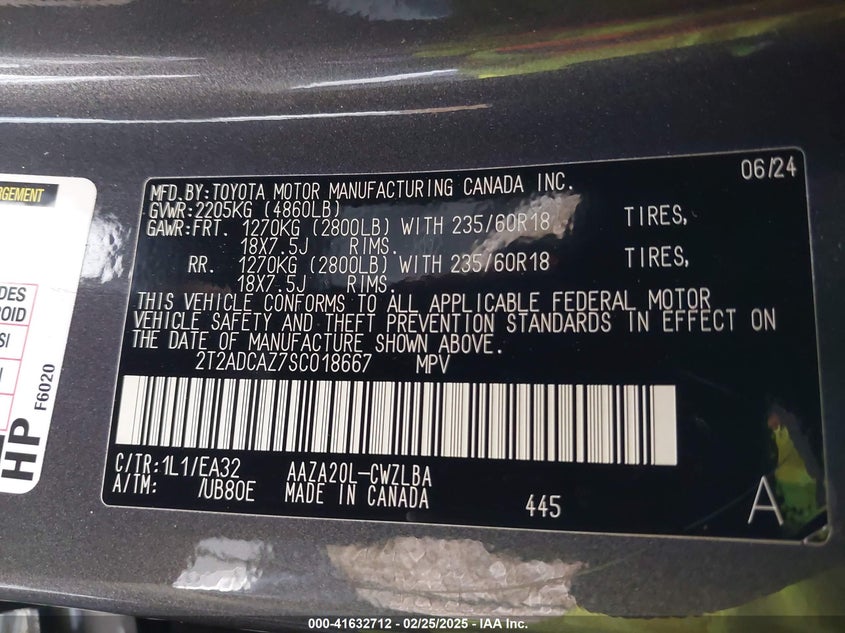 MFD.BY:TOYOTA MOTOR MANUFACTURING CANADA INC. 06/24
GVWR:2205KG (4860LB)
GAWR:FRT. 1270KG (2800LB) WITH 235/60R18 TIRES,
18X7.5J RIMS.
RR. 1270KG (2800LB) WITH 235/60R18 TIRES,
18X7.5J RIMS.
THIS VEHICLE CONFORMS TO ALL APPLICABLE FEDERAL MOTOR
VEHICLE SAFETY AND THEFT PREVENTION STANDARDS IN EFFECT ON
THE DATE OF MANUFACTURE SHOWN ABOVE.
2T2ADCAZ7SC018667 MPV
C/TR:1L1/EA32 AAZA20L-CWZLBA
A/TM: /UB80E MADE IN CANADA 445 A
HP
F6020
000-41632712 - 02/25/2025 - IAA Inc.